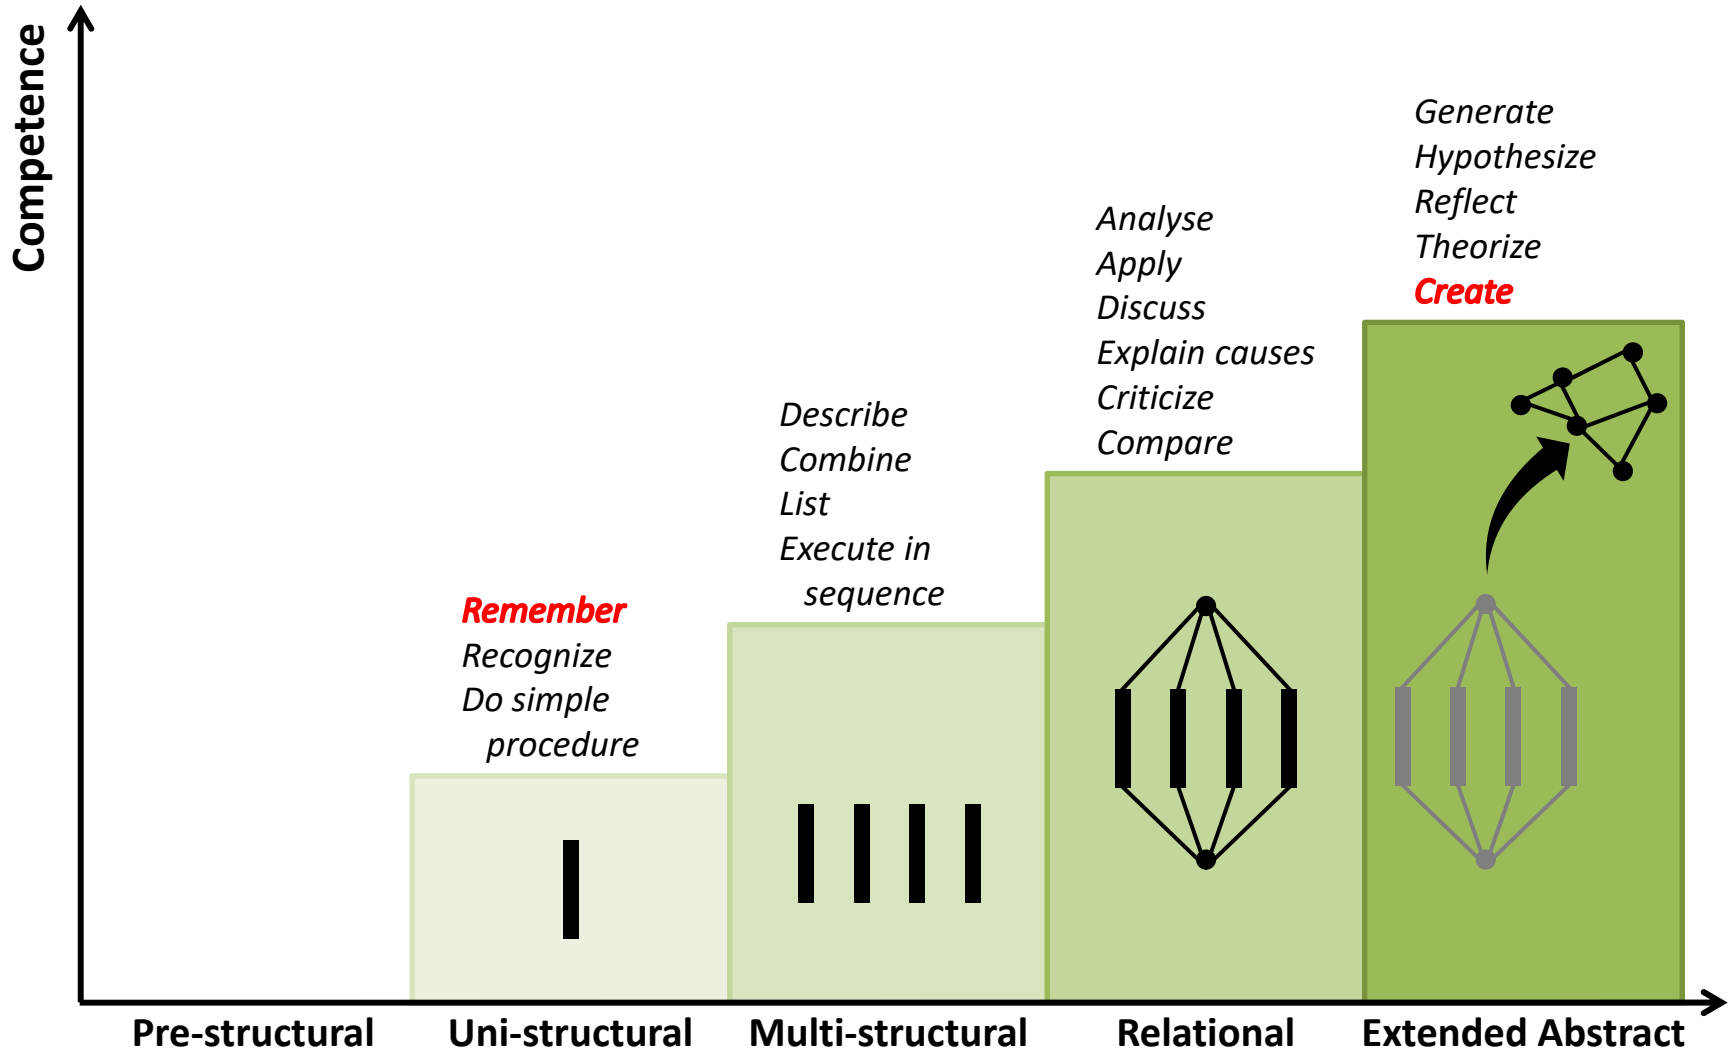 Competence
Generate
Hypothesize
Reflect
Theorize
Create
Analyse
Apply
Discuss
Explain causes
Criticize
Compare
Describe
Combine
List
Execute in
sequence
Remember
Recognize
Do simple
procedure
Pre-structural
Uni-structural
Multi-structural
Relational
Extended Abstract